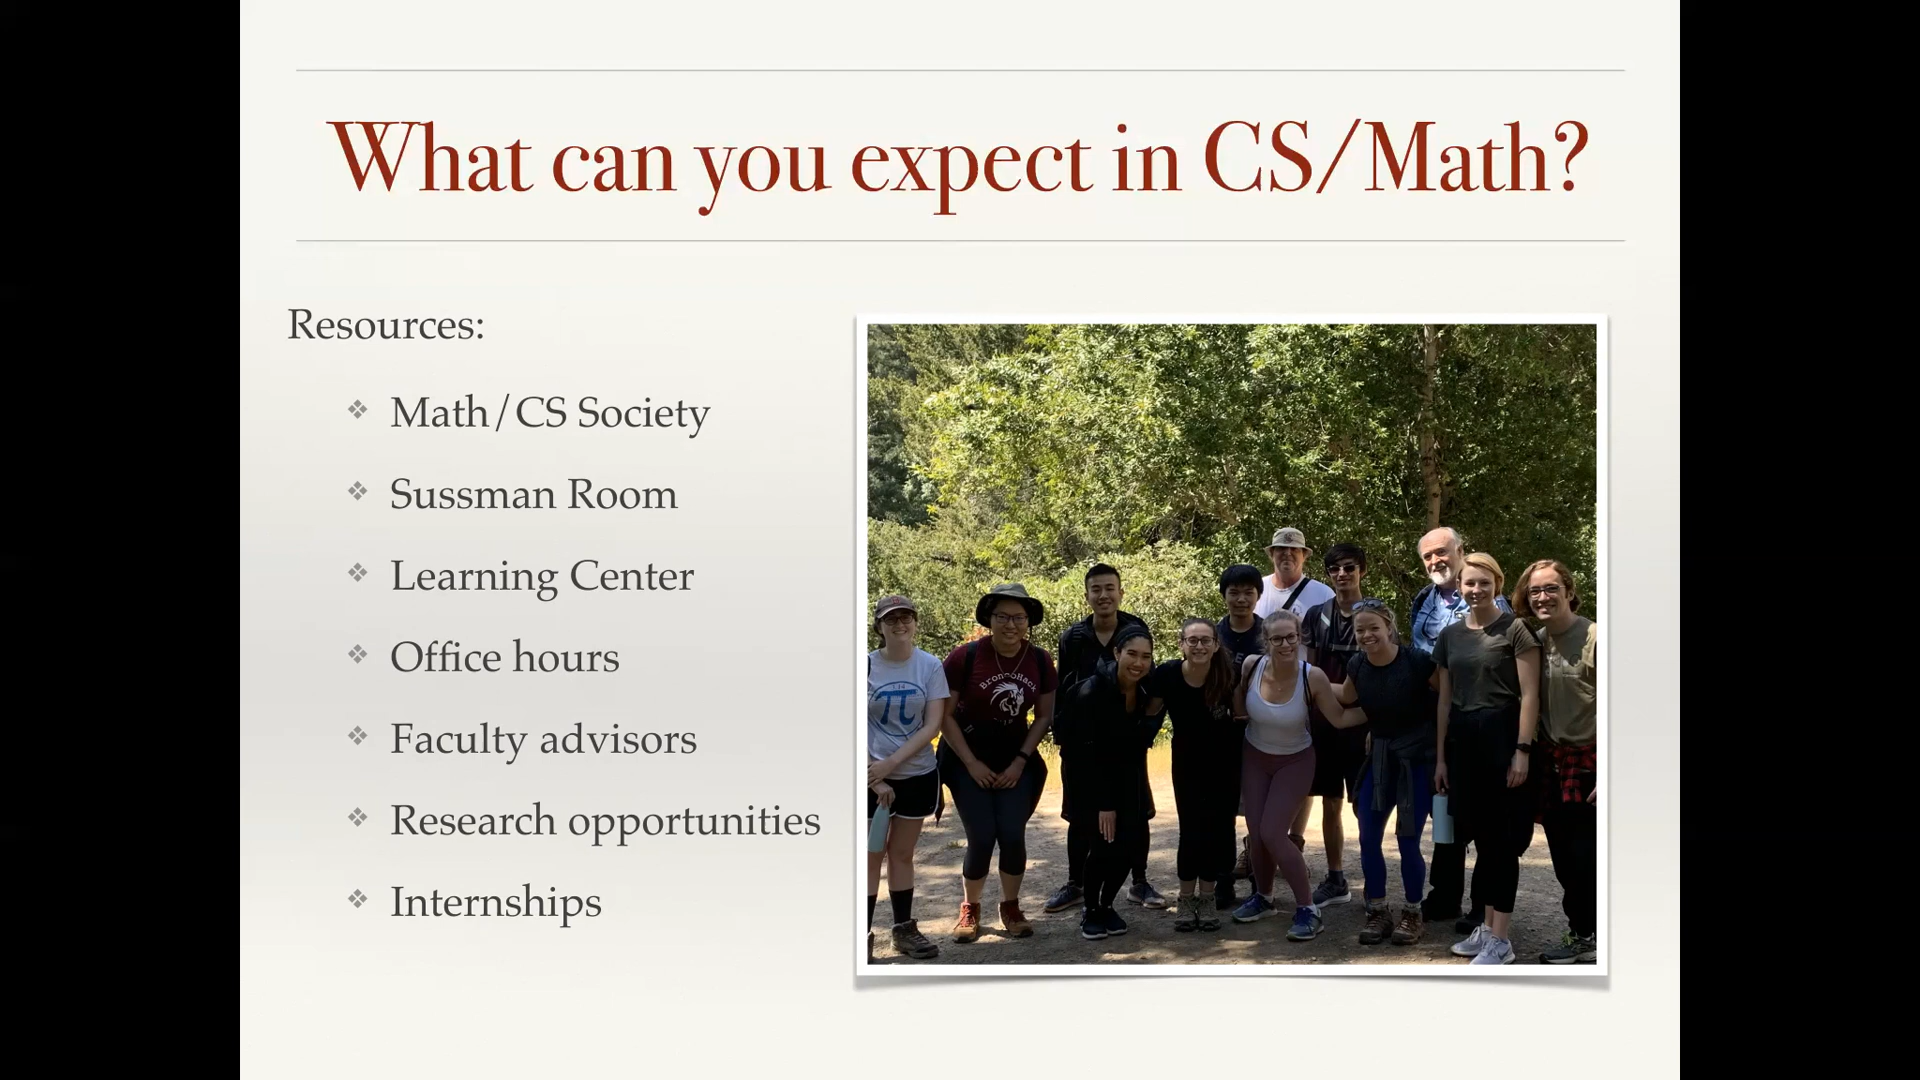 What can you expect in CS/Math?
Resources:
Math/CS Society
Sussman Room
Learning Center
Office hours
Faculty advisors
Research opportunities
Internships
π
BroncoHack